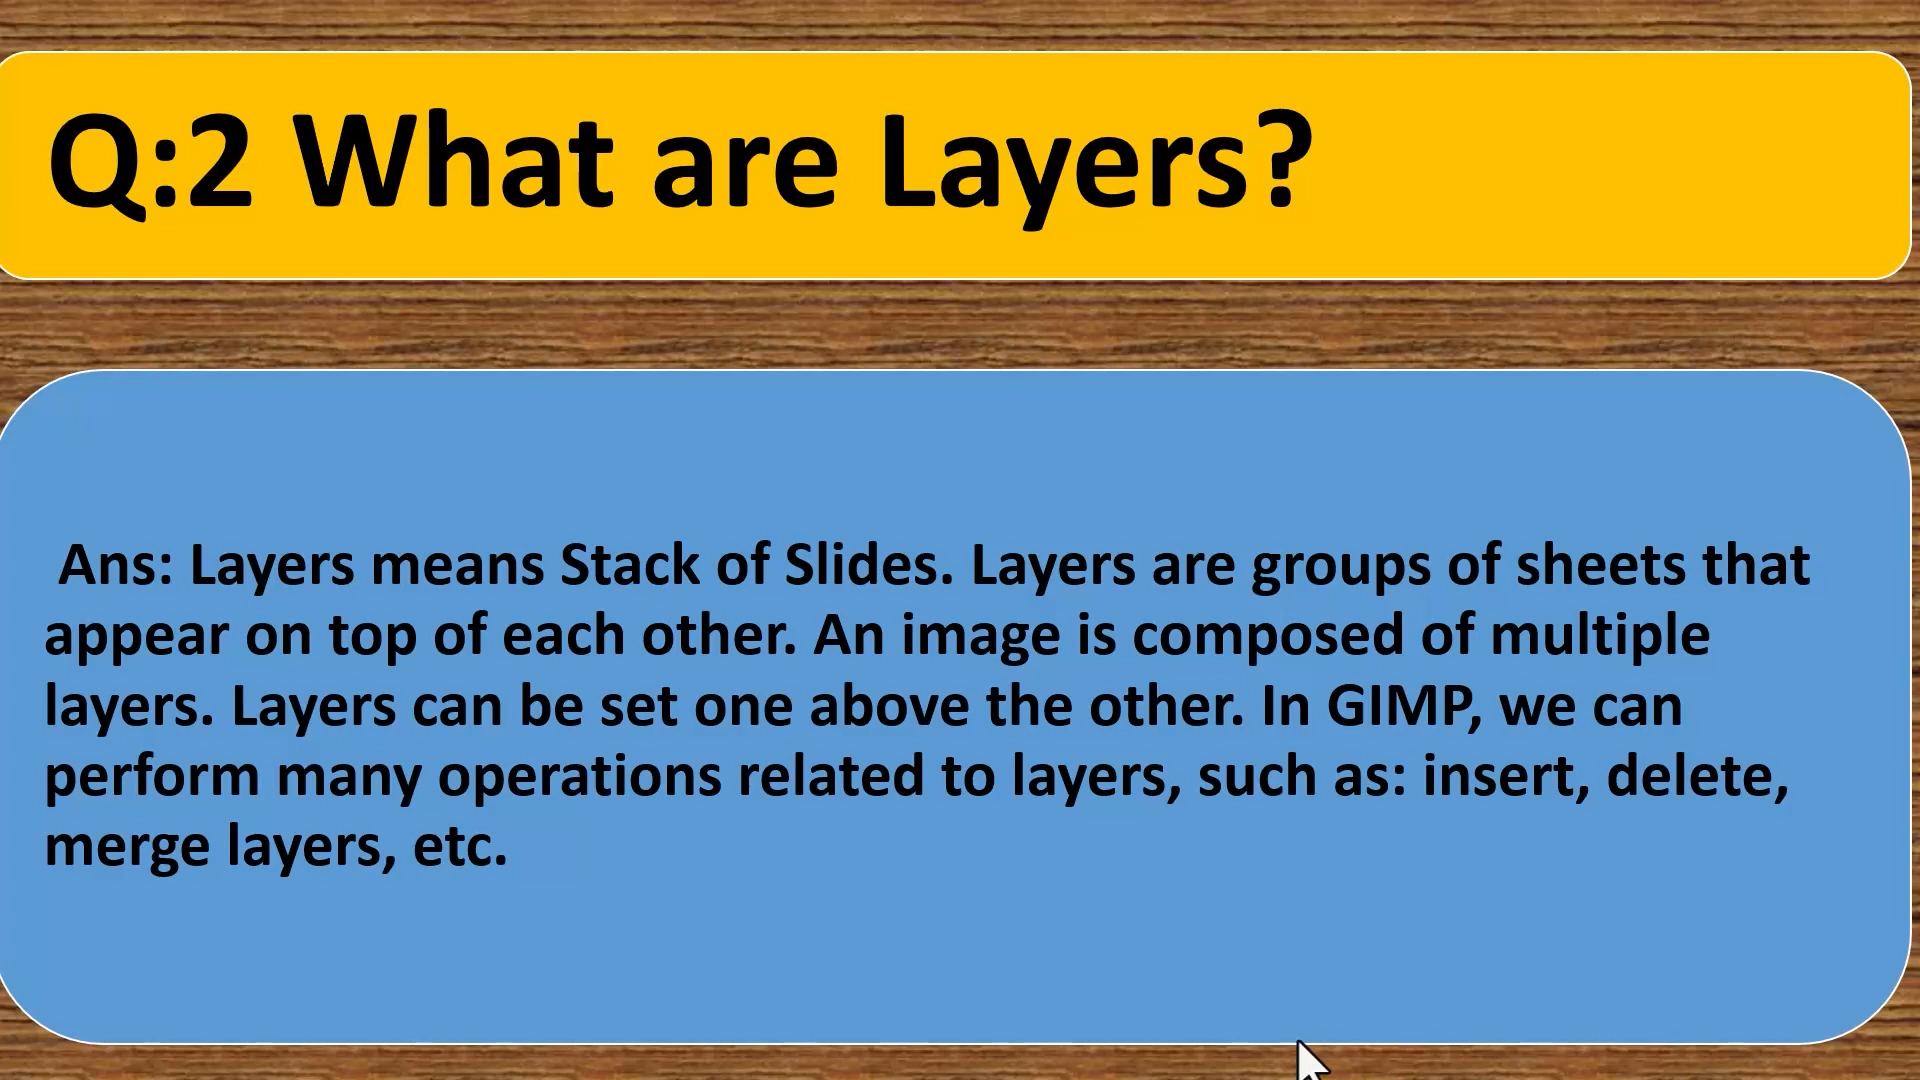 Q:2 What are Layers?
Ans: Layers means Stack of Slides. Layers are groups of sheets that
appear on top of each other. An image is composed of multiple
layers. Layers can be set one above the other. In GIMP, we can
perform many operations related to layers, such as: insert, delete,
merge layers, etc.